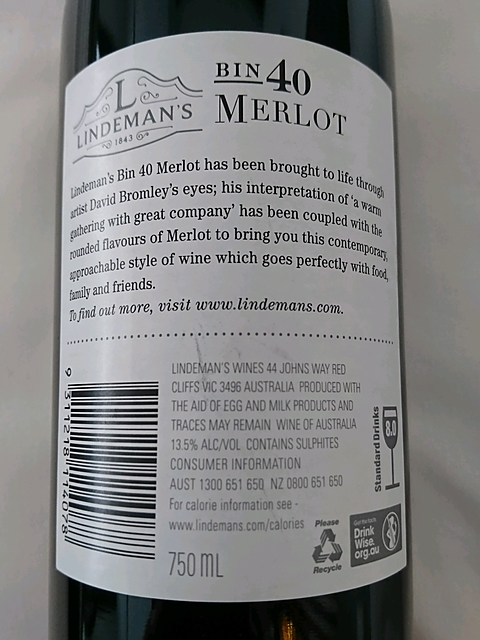 L
LINDEMAN'S
1843
BIN 40
MERLOT
Lindeman's Bin 40 Merlot has been brought to life through
artist David Bromley's eyes; his interpretation of 'a warm
gathering with great company' has been coupled with the
rounded flavours of Merlot to bring you this contemporary,
approachable style of wine which goes perfectly with food,
family and friends.
To find out more, visit www.lindemans.com.
9 311218 114078
LINDEMAN'S WINES 44 JOHNS WAY RED
CLIFFS VIC 3496 AUSTRALIA PRODUCED WITH
THE AID OF EGG AND MILK PRODUCTS AND
TRACES MAY REMAIN WINE OF AUSTRALIA
13.5% ALC/VOL CONTAINS SULPHITES
CONSUMER INFORMATION
AUST 1300 651 650 NZ 0800 651 650
For calorie information see -
www.lindemans.com/calories
750 ML
Standard Drinks
8.0
Please
Recycle
Get the facts
Drink
Wise.
org.au